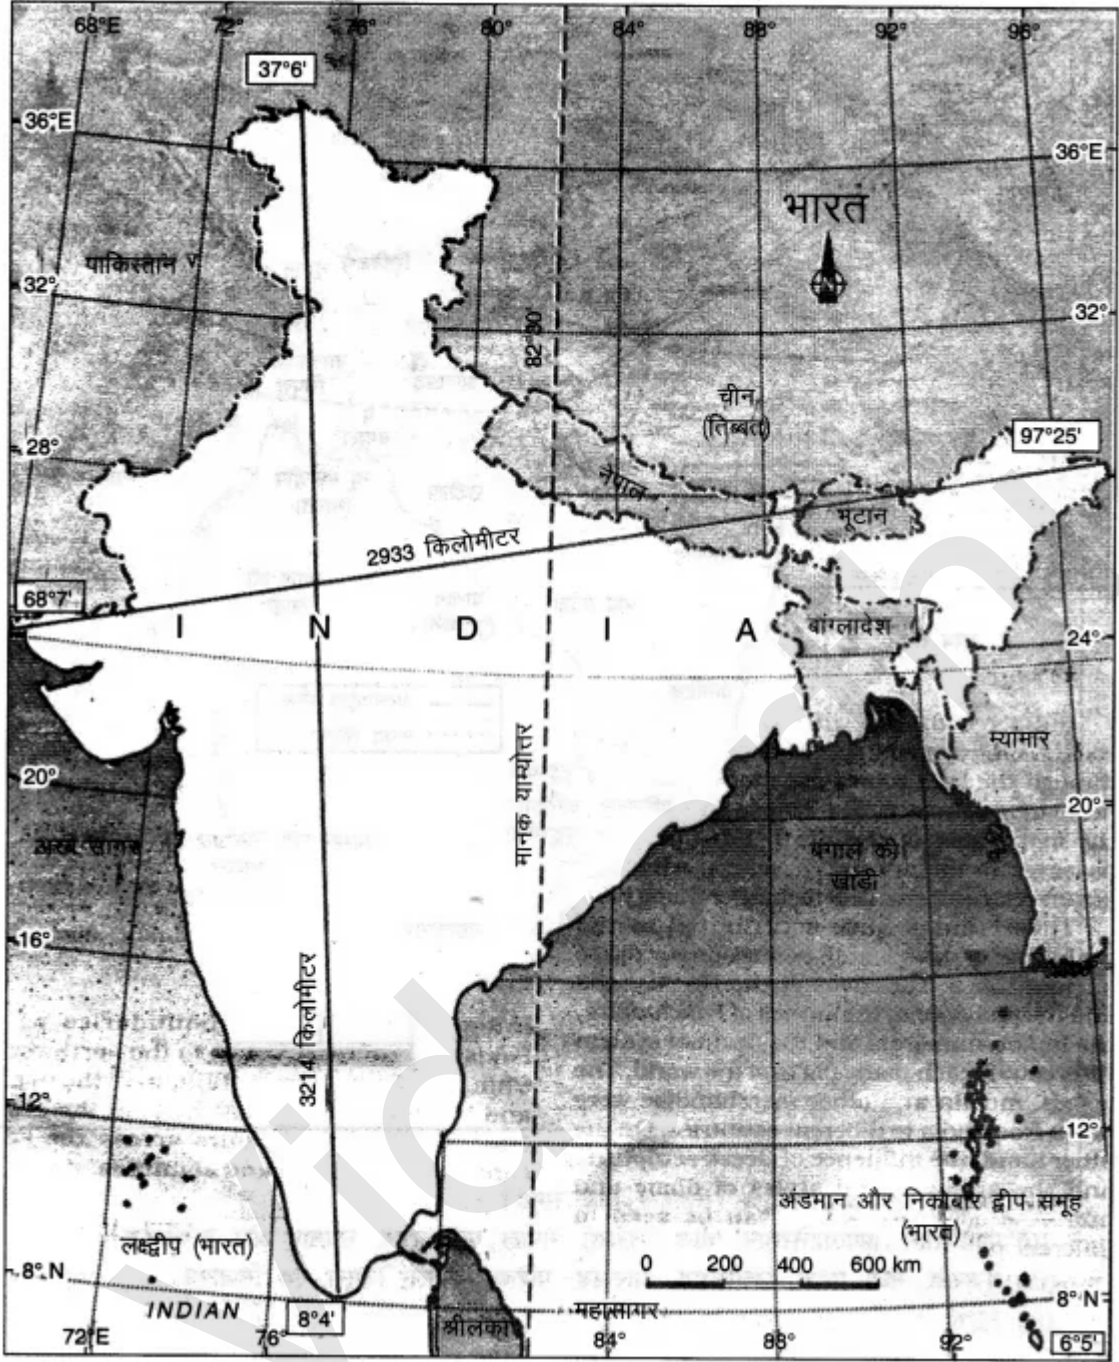 68°E 72° 76 80 84° 88° 92° 96°
37°6'
36°E
36°E
भारत
N
पाकिस्तान
32°
32°
82°30'
चीन
(तिब्बत)
97°25'
28°
नेपाल
भूटान
2933 किलोमीटर
68°7'
I N D I A
बांग्लादेश
24°
म्यांमार
मानक याम्योत्तर
20°
20°
अरब सागर
बंगाल की
खाड़ी
16°
3214 किलोमीटर
12°
12°
अंडमान और निकोबार द्वीप समूह
(भारत)
लक्ष्द्वीप (भारत)
0 200 400 600 km
8° N
8° N
INDIAN
8°4'
महासागर
श्रीलंका
72°E 76° 84° 92°
6°5'